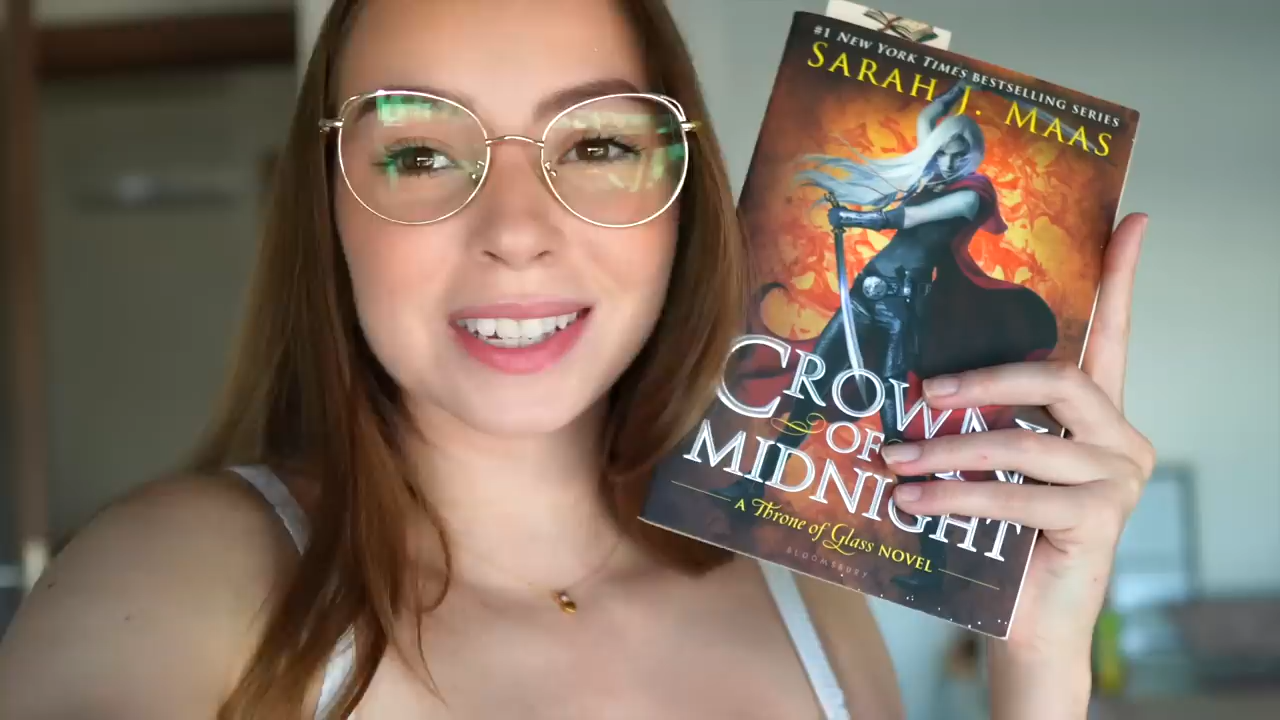 #1 NEW YORK TIMES BESTSELLING SERIES
SARAH J. MAAS
CROWN
OF
MIDNIGHT
A Throne of Glass NOVEL
BLOOMSBURY